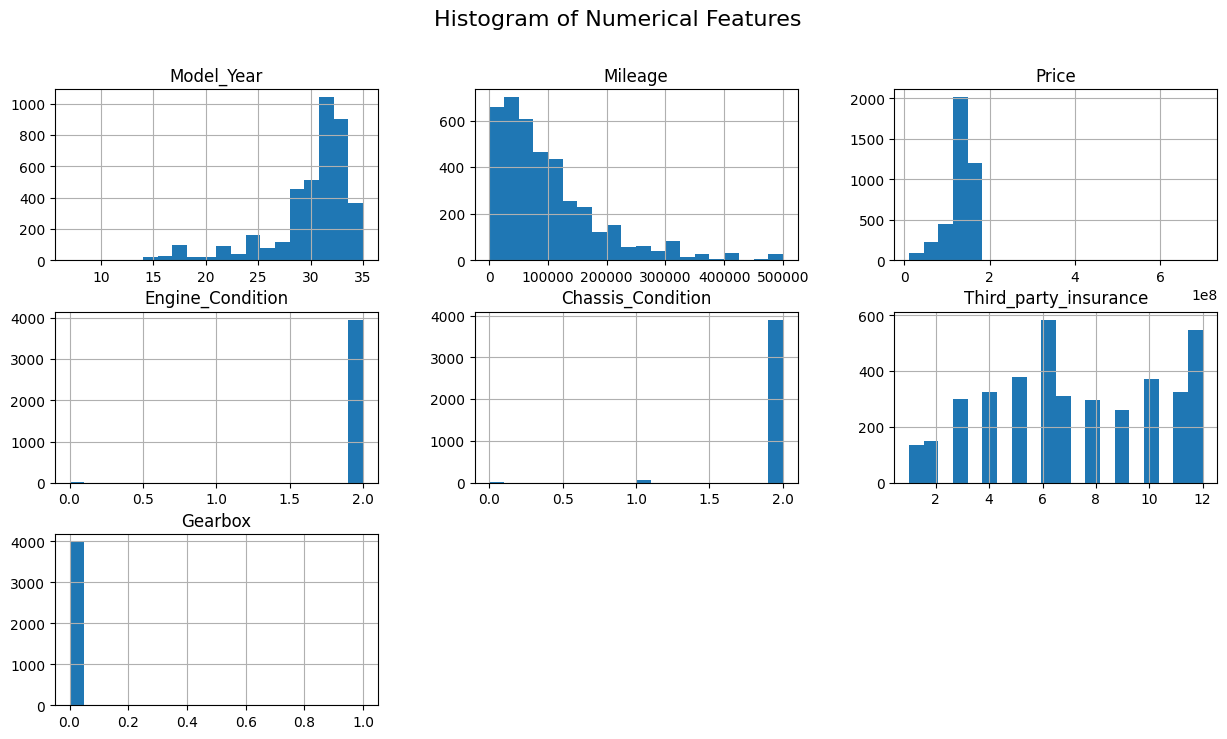 Histogram of Numerical Features
Model_Year Mileage Price
1000
800
600
400
200
0
10 15 20 25 30 35
600
400
200
0
0 100000 200000 300000 400000 500000
2000
1500
1000
500
0
0 2 4 6
1e8
Engine_Condition Chassis_Condition Third_party_insurance
4000
3000
2000
1000
0
0.0 0.5 1.0 1.5 2.0
4000
3000
2000
1000
0
0.0 0.5 1.0 1.5 2.0
600
400
200
0
2 4 6 8 10 12
Gearbox
4000
3000
2000
1000
0
0.0 0.2 0.4 0.6 0.8 1.0